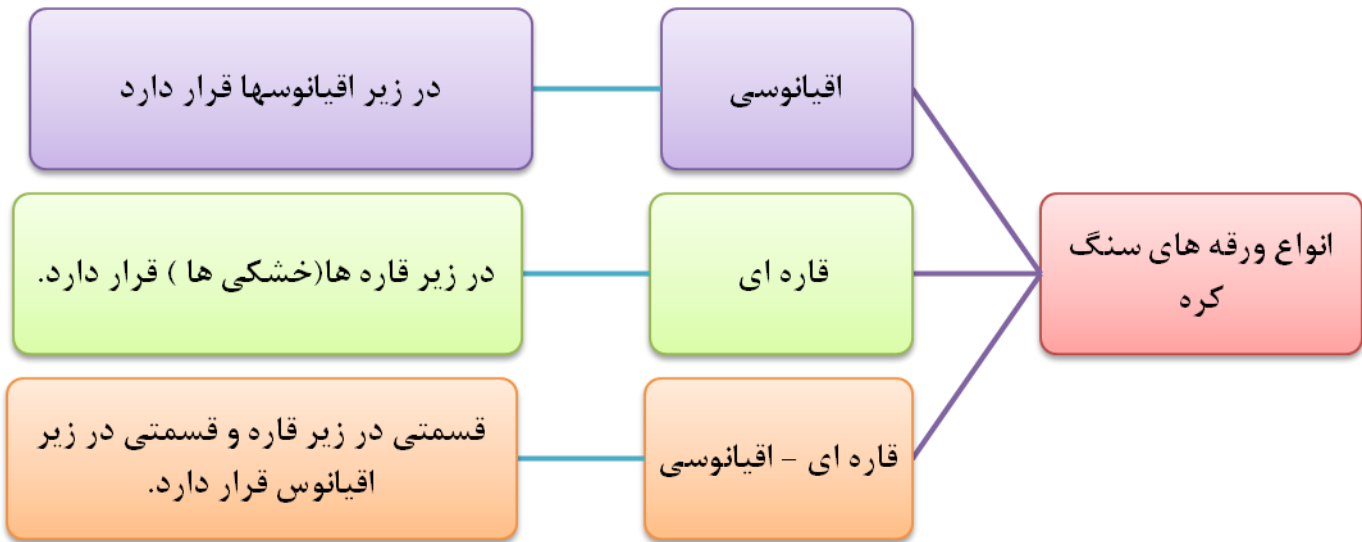 انواع ورقه های سنگ
کره
اقیانوسی
در زیر اقیانوسها قرار دارد
قاره ای
در زیر قاره ها(خشکی ها ) قرار دارد.
قاره ای - اقیانوسی
قسمتی در زیر قاره و قسمتی در زیر
اقیانوس قرار دارد.